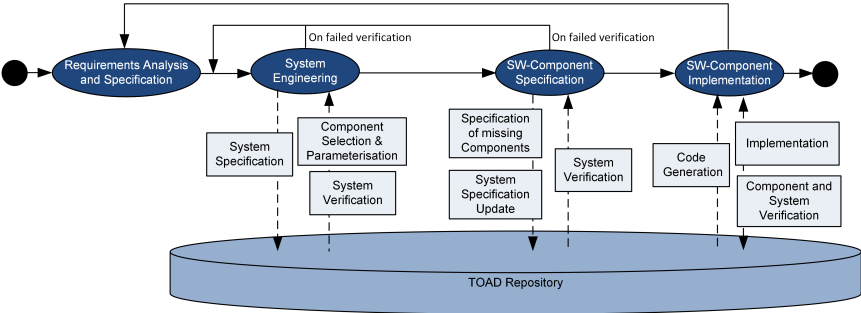 On failed verification
On failed verification
Requirements Analysis
and Specification
System
Engineering
SW-Component
Specification
SW-Component
Implementation
System
Specification
Component
Selection &
Parameterisation
System
Verification
Specification
of missing
Components
System
Specification
Update
System
Verification
Code
Generation
Implementation
Component and
System
Verification
TOAD Repository